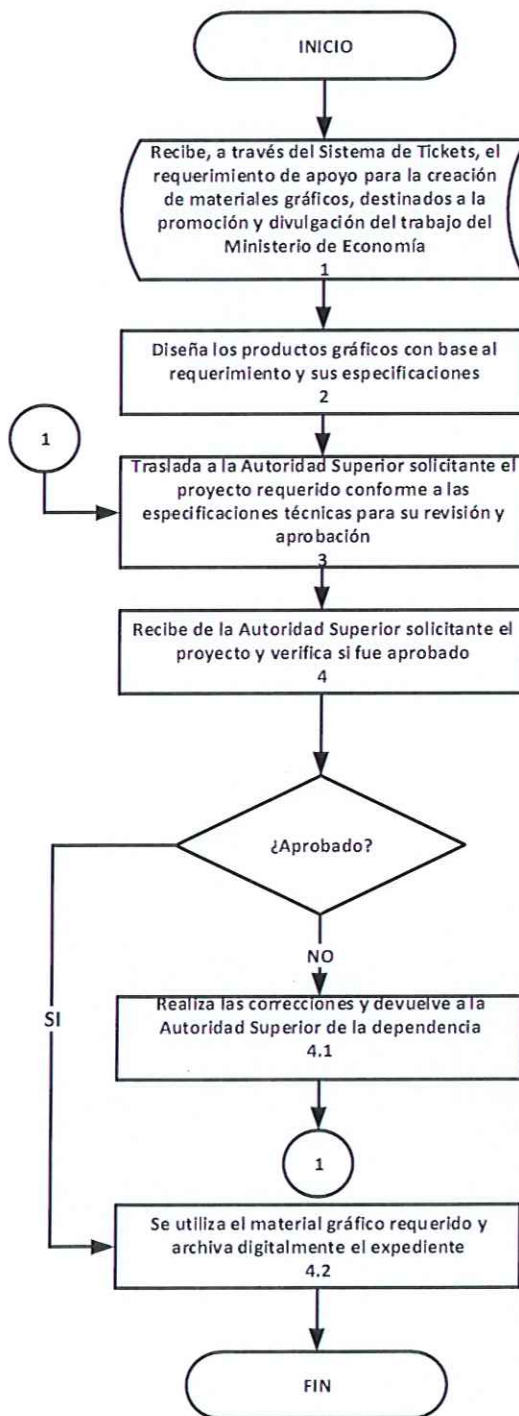 INICIO
Recibe, a través del Sistema de Tickets, el
requerimiento de apoyo para la creación
de materiales gráficos, destinados a la
promoción y divulgación del trabajo del
Ministerio de Economía
1
Diseña los productos gráficos con base al
requerimiento y sus especificaciones
2
1
Traslada a la Autoridad Superior solicitante el
proyecto requerido conforme a las
especificaciones técnicas para su revisión y
aprobación
3
Recibe de la Autoridad Superior solicitante el
proyecto y verifica si fue aprobado
4
¿Aprobado?
NO
SI
Realiza las correcciones y devuelve a la
Autoridad Superior de la dependencia
4.1
1
Se utiliza el material gráfico requerido y
archiva digitalmente el expediente
4.2
FIN